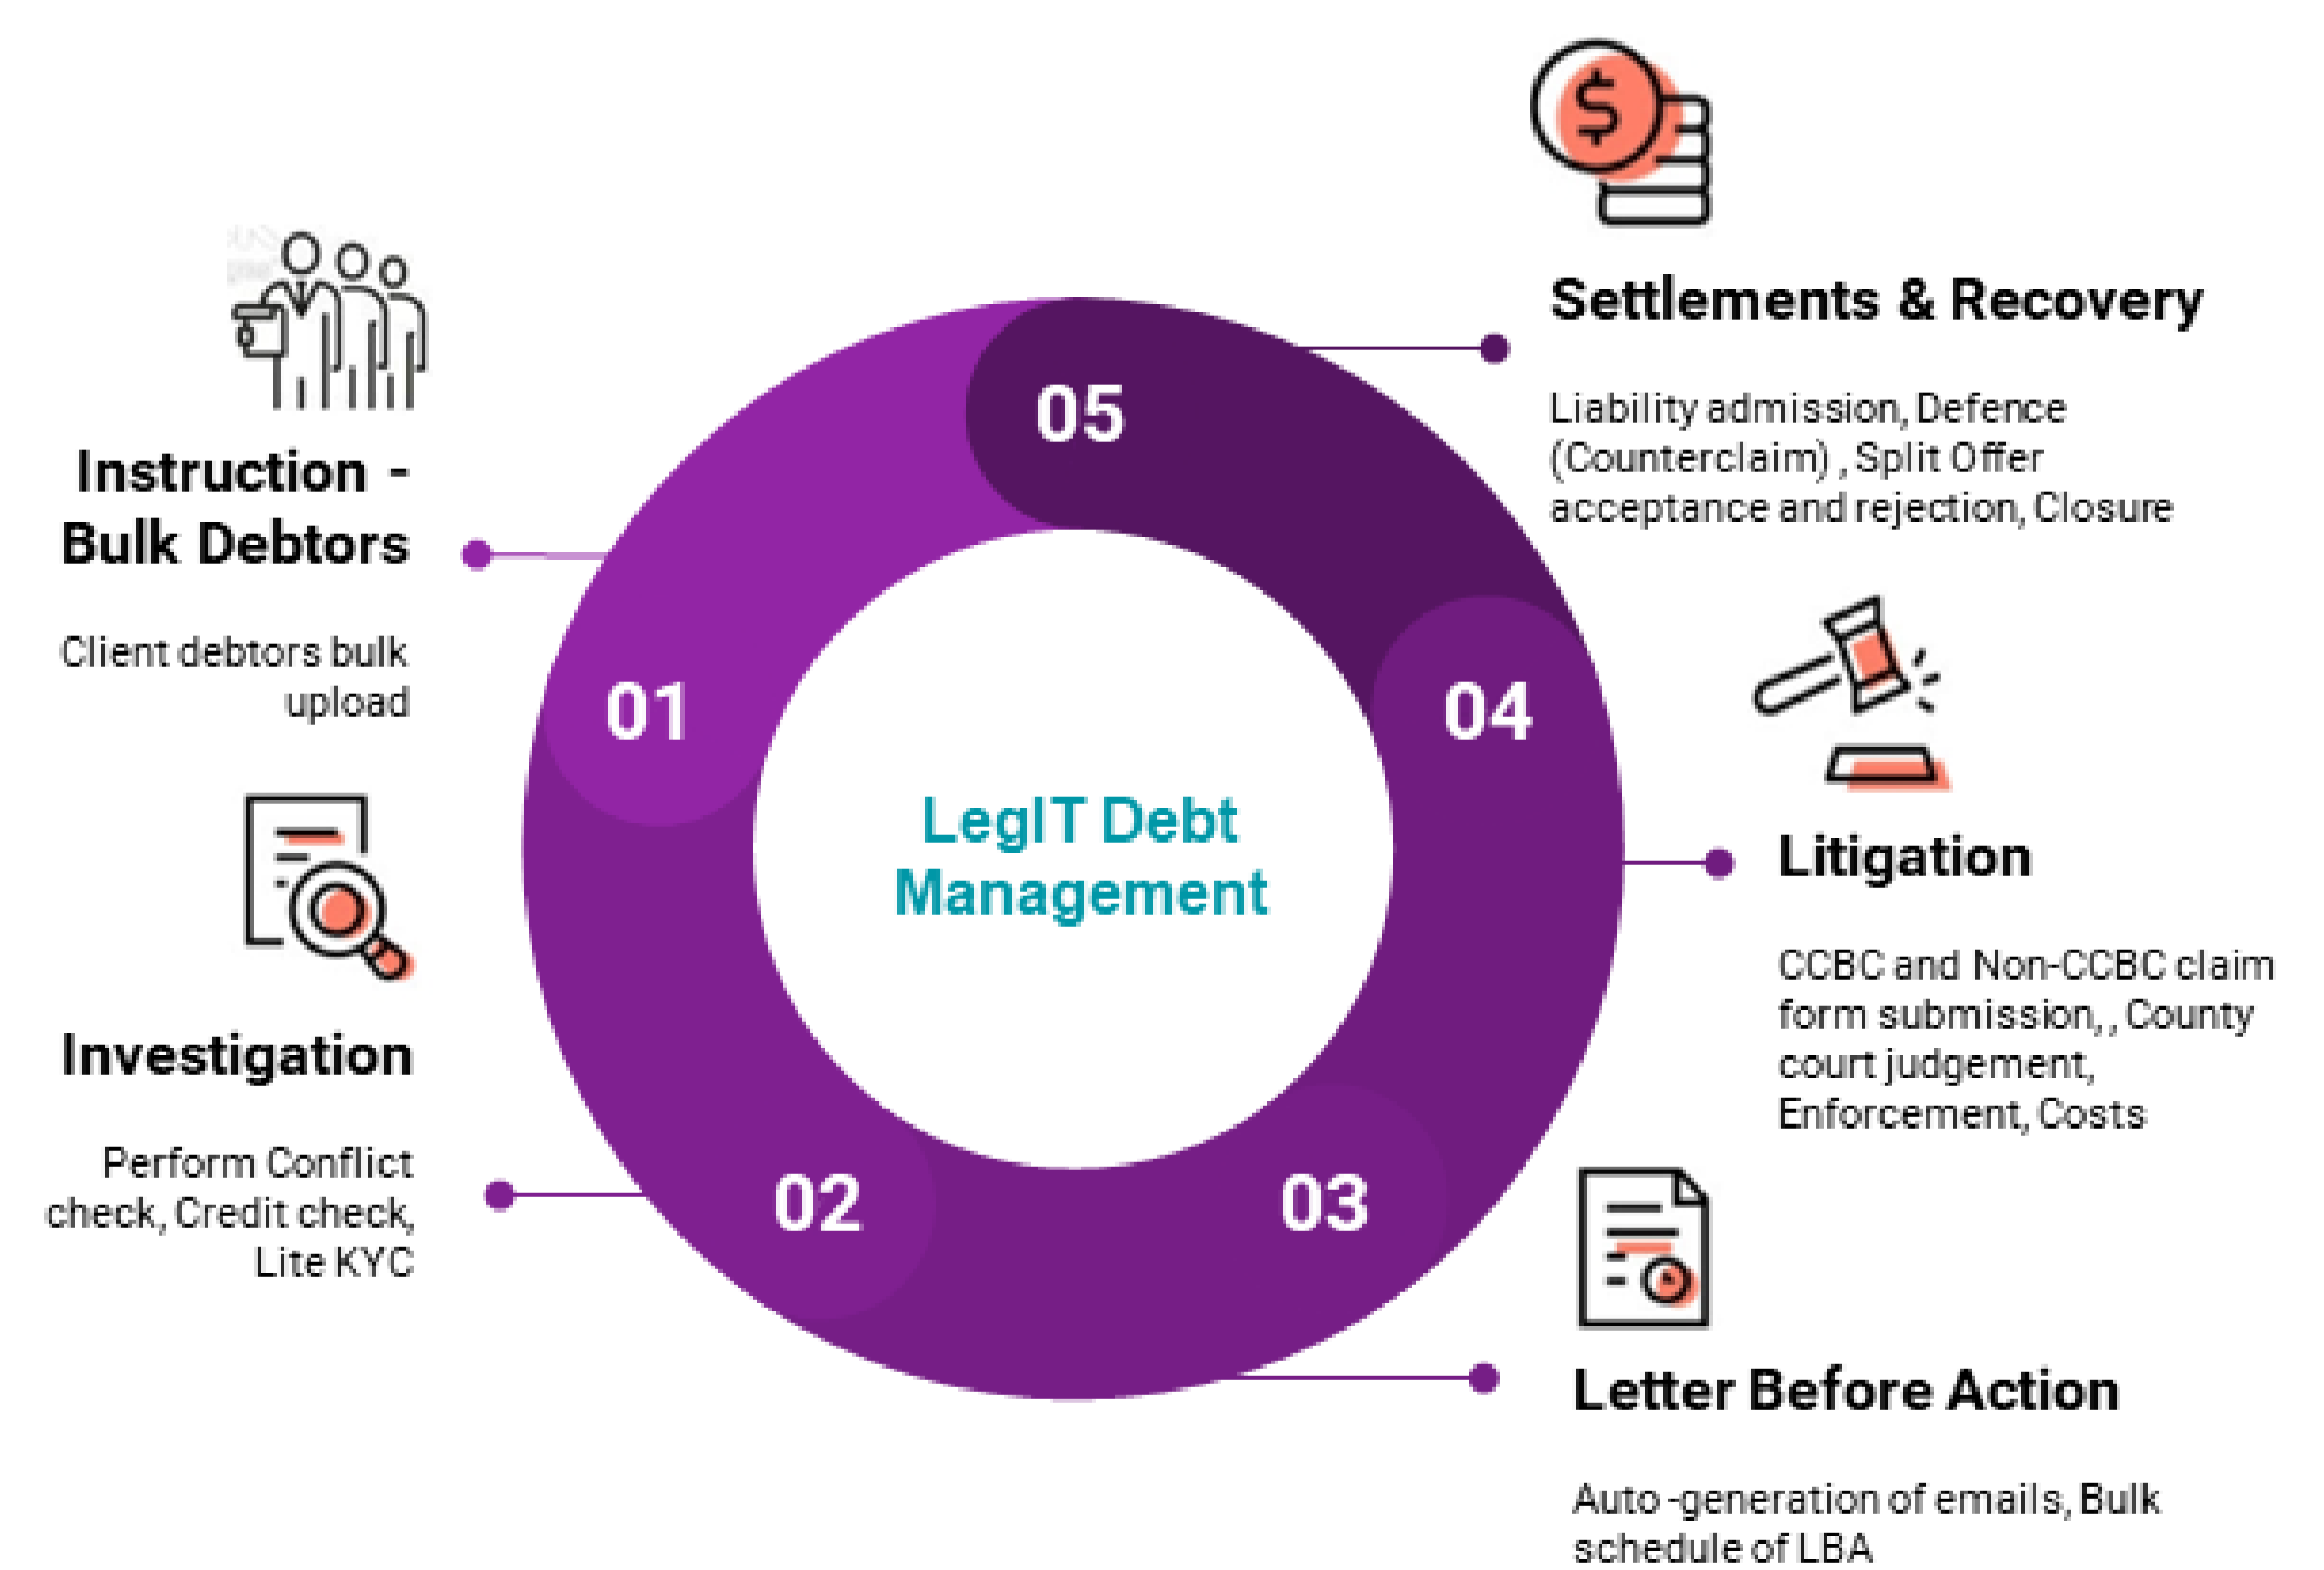 Instruction -
Bulk Debtors
Client debtors bulk
upload
01
Investigation
Perform Conflict
check, Credit check,
Lite KYC
02
LegIT Debt
Management
03
Letter Before Action
Auto-generation of emails, Bulk
schedule of LBA
04
Litigation
CCBC and Non-CCBC claim
form submission, , County
court judgement,
Enforcement, Costs
05
Settlements & Recovery
Liability admission, Defence
(Counterclaim) , Split Offer
acceptance and rejection, Closure